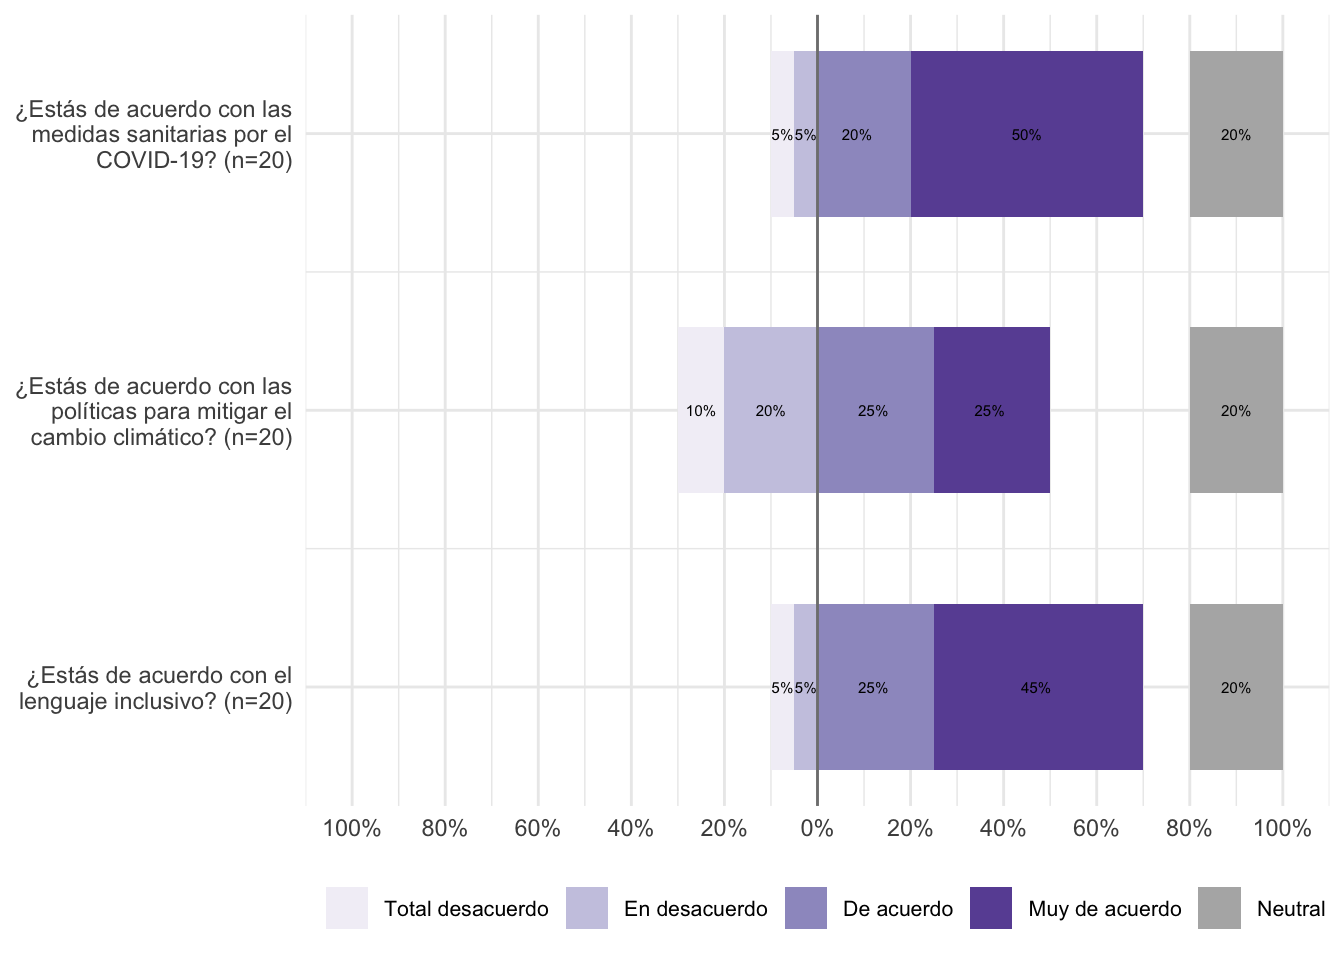 ¿Estás de acuerdo con las
medidas sanitarias por el
COVID-19? (n=20)
5% 5% 20% 50% 20%
¿Estás de acuerdo con las
políticas para mitigar el
cambio climático? (n=20)
10% 20% 25% 25% 20%
¿Estás de acuerdo con el
lenguaje inclusivo? (n=20)
5% 5% 25% 45% 20%
100% 80% 60% 40% 20% 0% 20% 40% 60% 80% 100%
Total desacuerdo En desacuerdo De acuerdo Muy de acuerdo Neutral